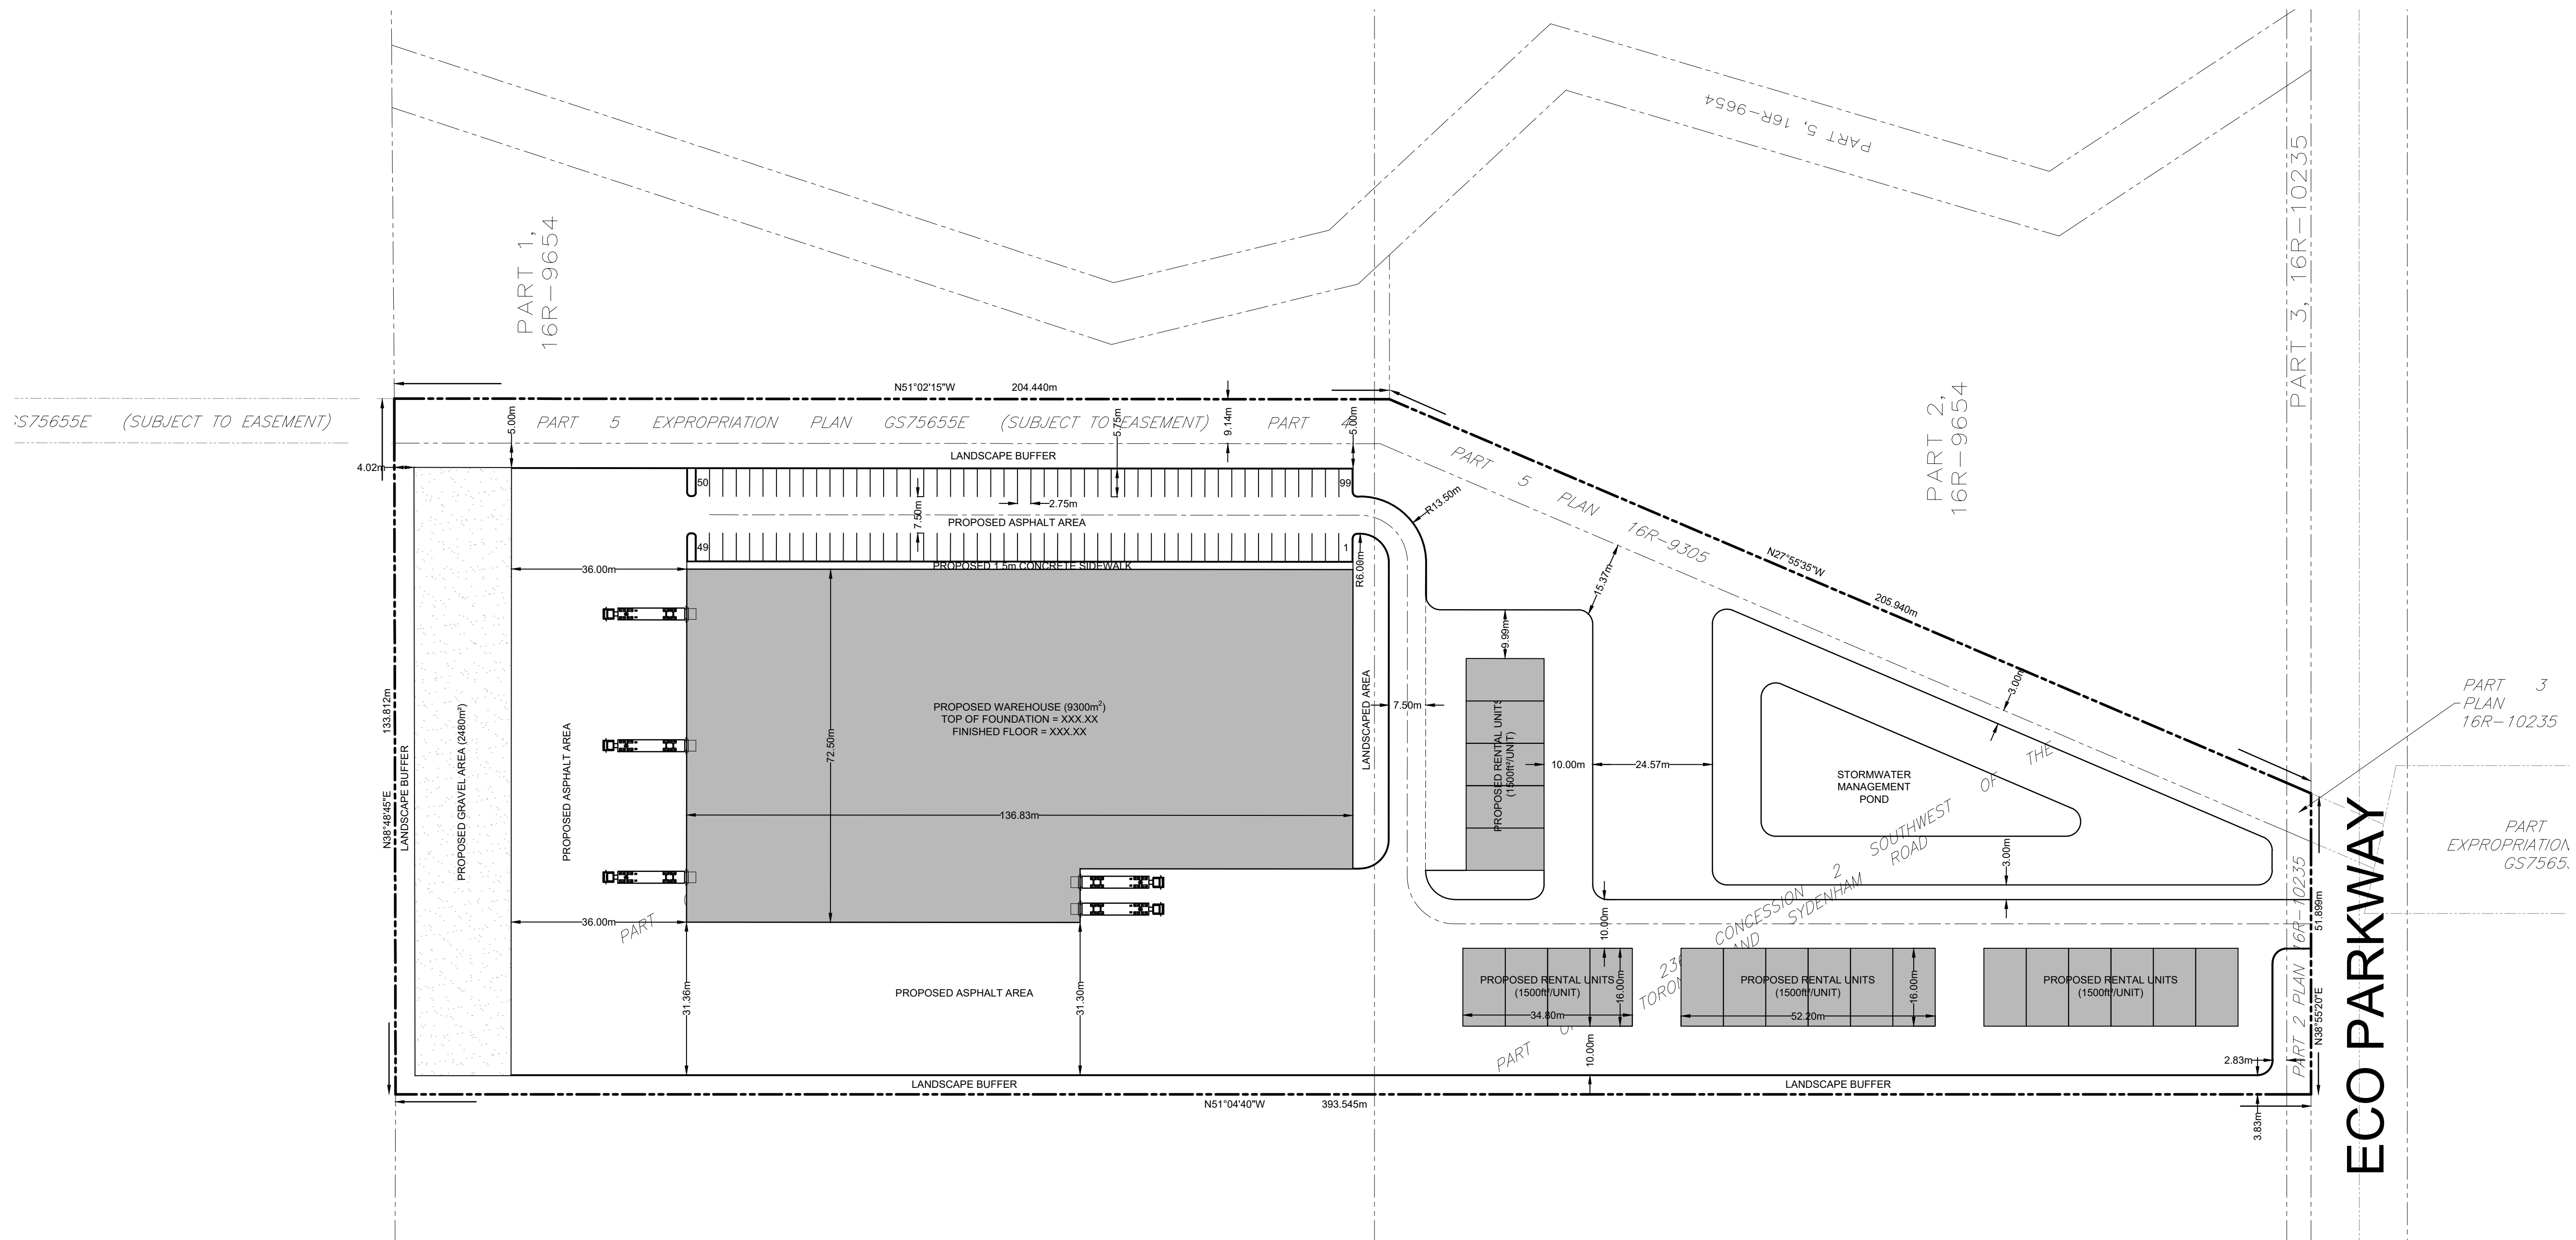 PART 5, 16R-9654
PART 1,
16R-9654
PART 3, 16R-10235
PART 2,
16R-9654
N51°02'15"W 204.440m
GS75655E (SUBJECT TO EASEMENT)
PART 5 EXPROPRIATION PLAN GS75655E (SUBJECT TO EASEMENT) PART 4
5.00m
5.75m
9.14m
5.00m
LANDSCAPE BUFFER
4.02m
50
99
2.75m
7.50m
PROPOSED ASPHALT AREA
49
1
PROPOSED 1.5m CONCRETE SIDEWALK
R13.50m
R6.00m
PART 5 PLAN 16R-9305
N27°55'35"W
205.940m
15.37m
36.00m
9.99m
3.00m
PART 3
PLAN
16R-10235
133.812m
N38°48'45"E
LANDSCAPE BUFFER
PROPOSED GRAVEL AREA (2480m²)
PROPOSED ASPHALT AREA
72.50m
PROPOSED WAREHOUSE (9300m²)
TOP OF FOUNDATION = XXX.XX
FINISHED FLOOR = XXX.XX
136.83m
LANDSCAPED AREA
7.50m
PROPOSED RENTAL UNITS
(1500ft²/UNIT)
10.00m
24.57m
STORMWATER
MANAGEMENT
POND
OF THE
SOUTHWEST
ROAD
CONCESSION 2
AND SYDENHAM
3.00m
PART
EXPROPRIATION
GS7565
36.00m
PART
10.00m
31.36m
31.30m
PROPOSED ASPHALT AREA
236
PROPOSED RENTAL UNITS
(1500ft²/UNIT)
34.80m
16.00m
PROPOSED RENTAL UNITS
(1500ft²/UNIT)
52.20m
16.00m
PROPOSED RENTAL UNITS
(1500ft²/UNIT)
PART
10.00m
51.899m
N38°55'20"E
PART 2 PLAN 16R-10235
2.83m
ECO PARKWAY
LANDSCAPE BUFFER
LANDSCAPE BUFFER
N51°04'40"W 393.545m
3.83m